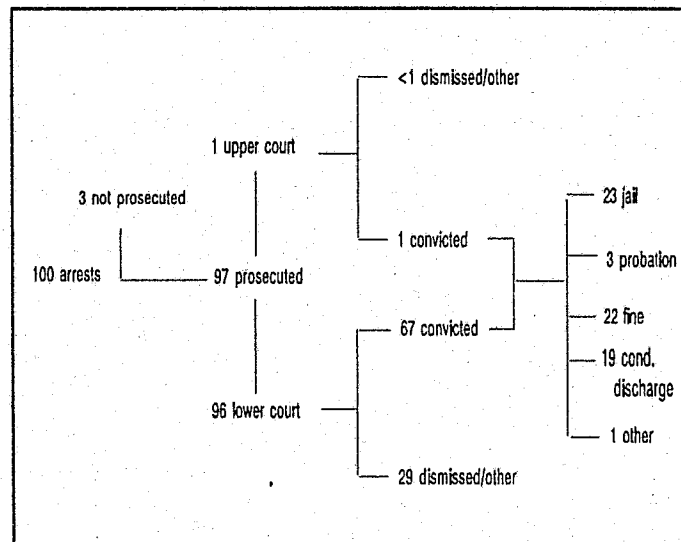 <1 dismissed/other
1 upper court
3 not prosecuted
23 jail
1 convicted
3 probation
100 arrests
97 prosecuted
22 fine
67 convicted
19 cond.
discharge
96 lower court
1 other
29 dismissed/other